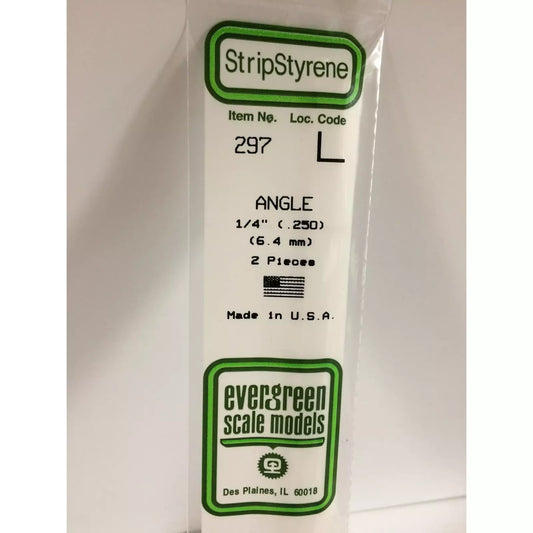 StripStyrene
Item No. Loc. Code
297 L
ANGLE
1/4" (.250)
(6.4 mm)
2 Pieces
Made in U.S.A.
evergreen
scale models
Des Plaines, IL 60018